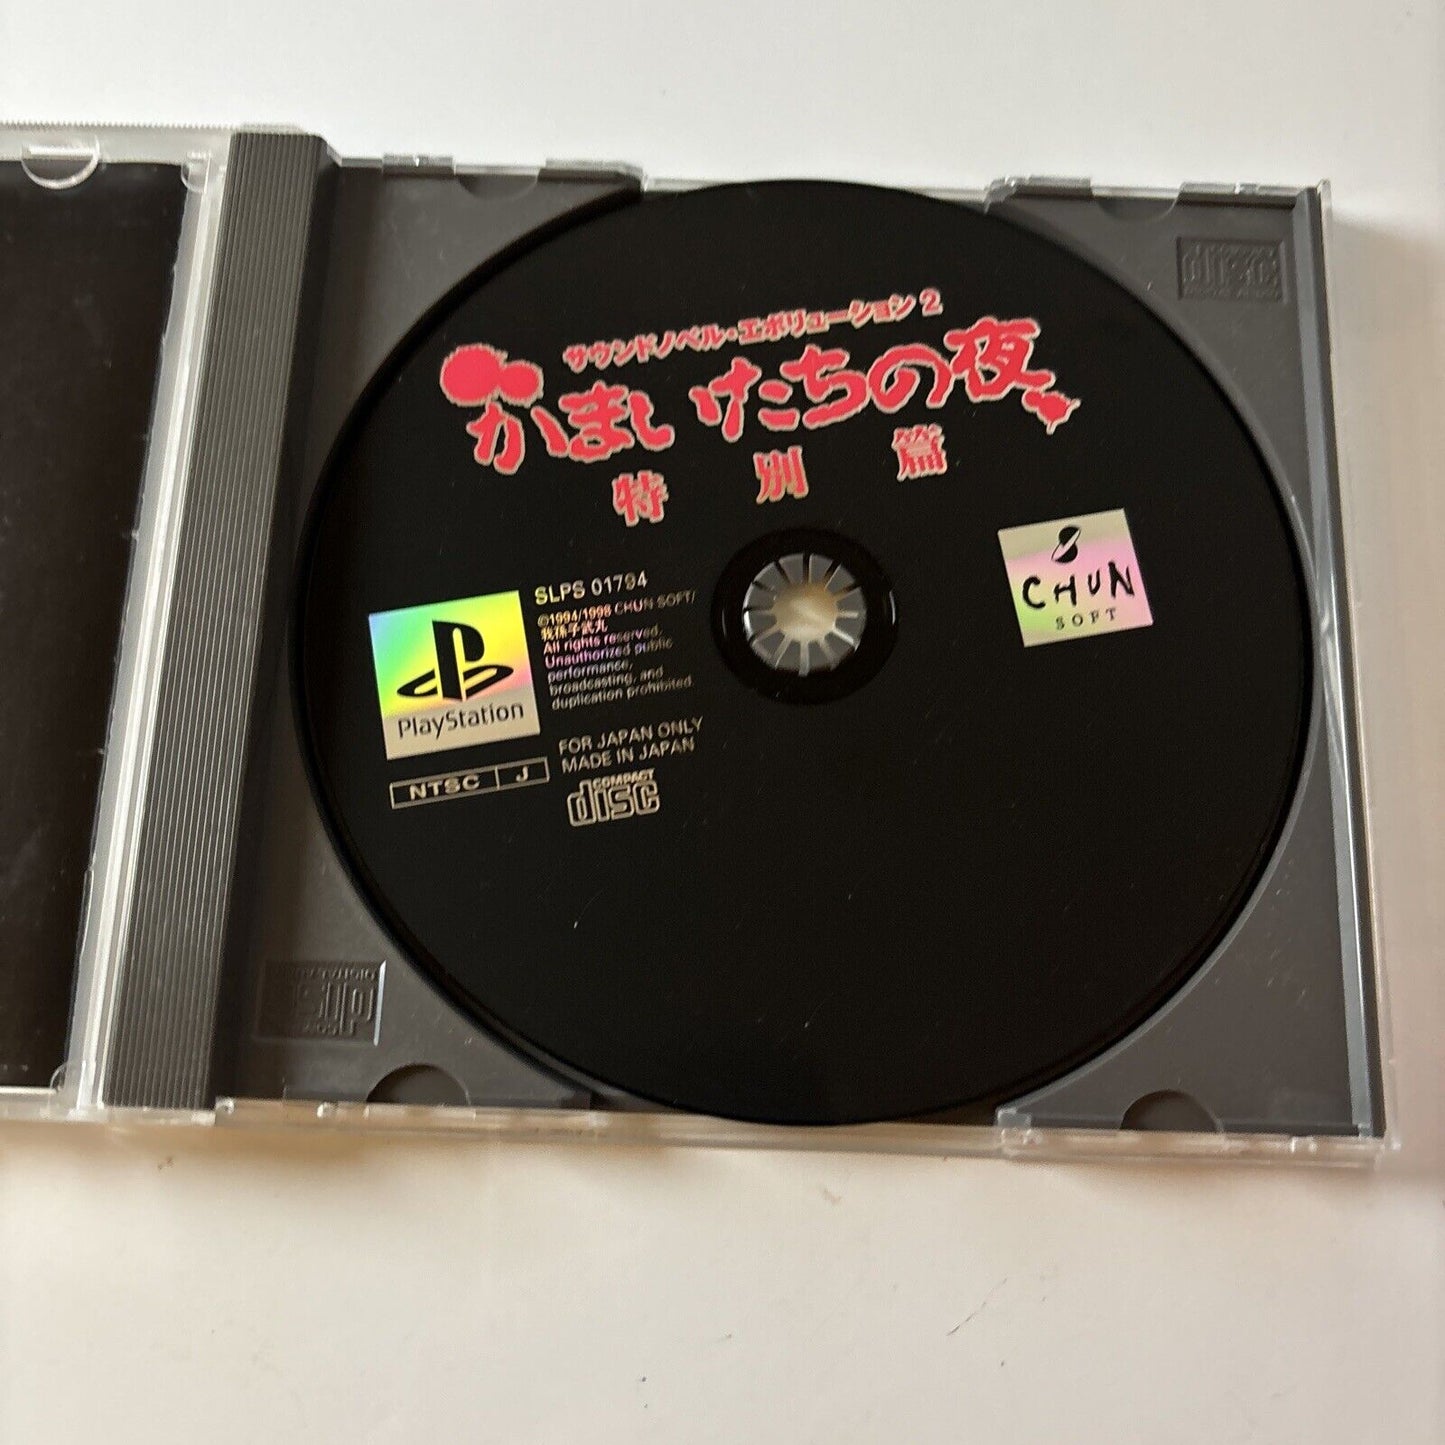 サウンドノベル・エボリューション2
かまいたちの夜
特別篇
SLPS 01794
©1994/1998 CHUN SOFT/
我孫子武丸
All rights reserved.
Unauthorized public
performance,
broadcasting, and
duplication prohibited.
PlayStation
FOR JAPAN ONLY
MADE IN JAPAN
NTSC J
COMPACT
disc
CHUN
SOFT
disc